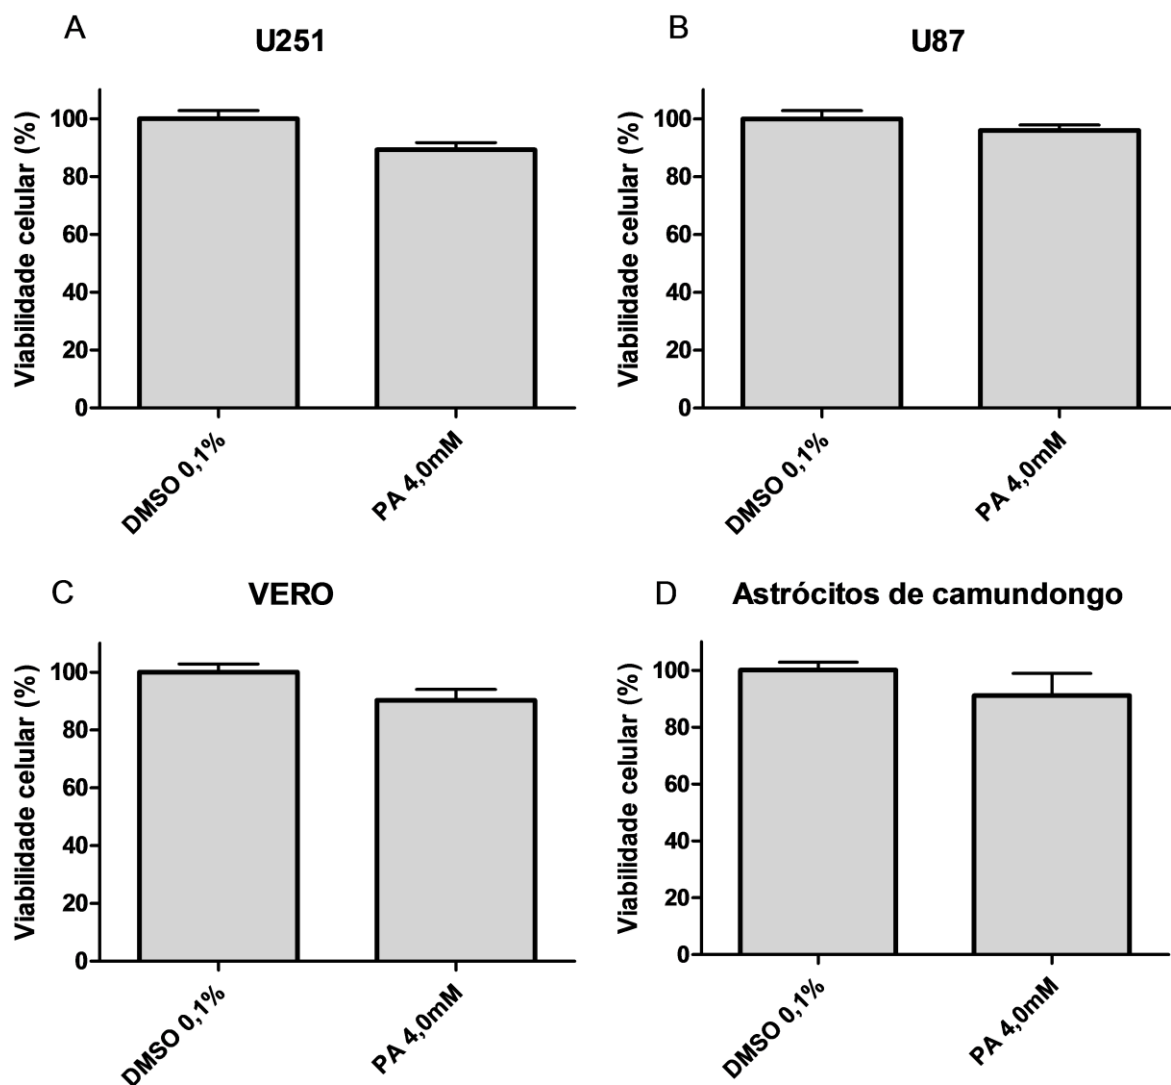 A
U251
Viabilidade celular (%)
100
80
60
40
20
0
DMSO 0,1%
PA 4,0mM
B
U87
Viabilidade celular (%)
100
80
60
40
20
0
DMSO 0,1%
PA 4,0mM
C
VERO
Viabilidade celular (%)
100
80
60
40
20
0
DMSO 0,1%
PA 4,0mM
D
Astrócitos de camundongo
Viabilidade celular (%)
100
80
60
40
20
0
DMSO 0,1%
PA 4,0mM